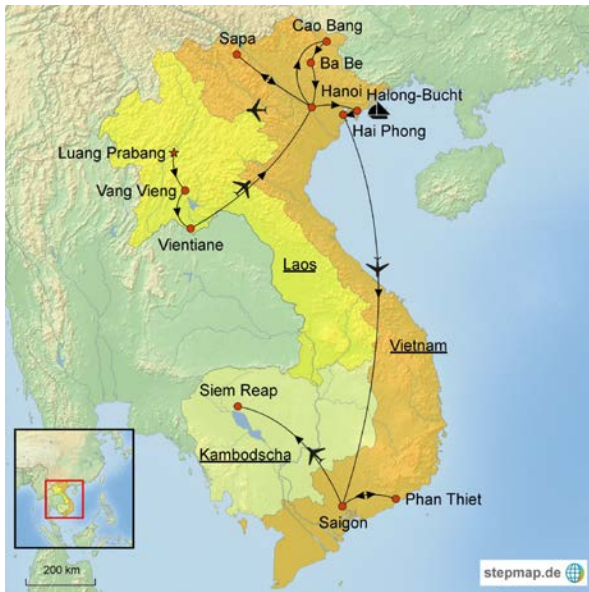 Cao Bang
Sapa
Ba Be
Hanoi
Halong-Bucht
Hai Phong
Luang Prabang
Vang Vieng
Vientiane
Laos
Vietnam
Siem Reap
Kambodscha
Phan Thiet
Saigon
200 km
stepmap.de